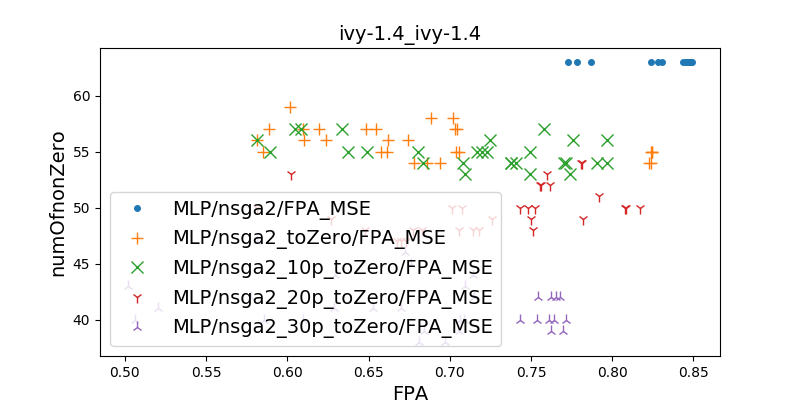 ivy-1.4_ivy-1.4
numOfnonZero
60
55
50
45
40
MLP/nsga2/FPA_MSE
MLP/nsga2_toZero/FPA_MSE
MLP/nsga2_10p_toZero/FPA_MSE
MLP/nsga2_20p_toZero/FPA_MSE
MLP/nsga2_30p_toZero/FPA_MSE
0.50 0.55 0.60 0.65 0.70 0.75 0.80 0.85
FPA